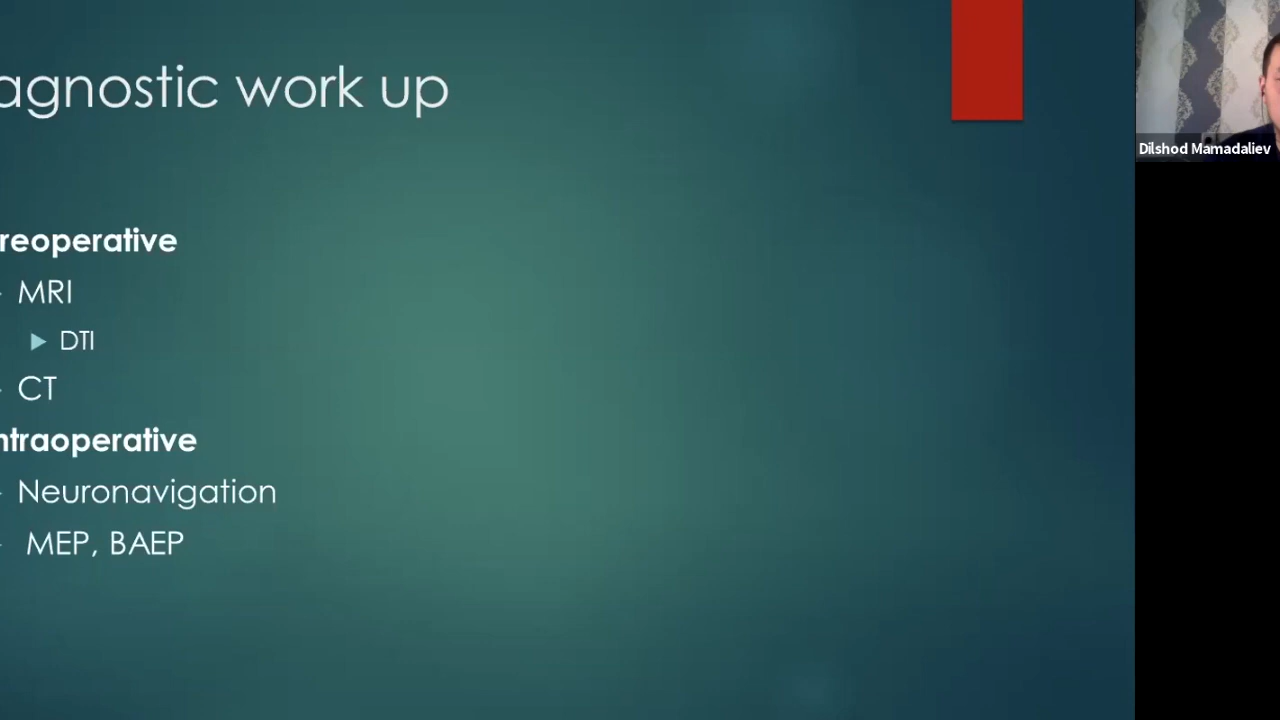 agnostic work up
reoperative
MRI
DTI
CT
ntraoperative
Neuronavigation
MEP, BAEP
Dilshod Mamadaliev